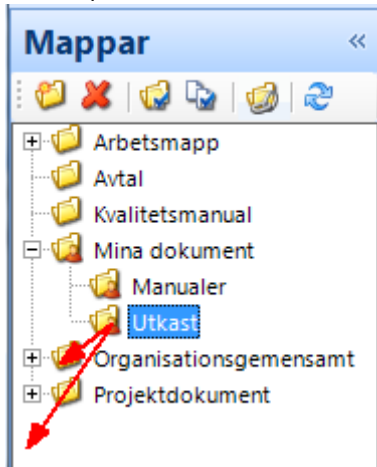 Mappar
Arbetsmapp
Avtal
Kvalitetsmanual
Mina dokument
Manualer
Utkast
Organisationsgemensamt
Projektdokument